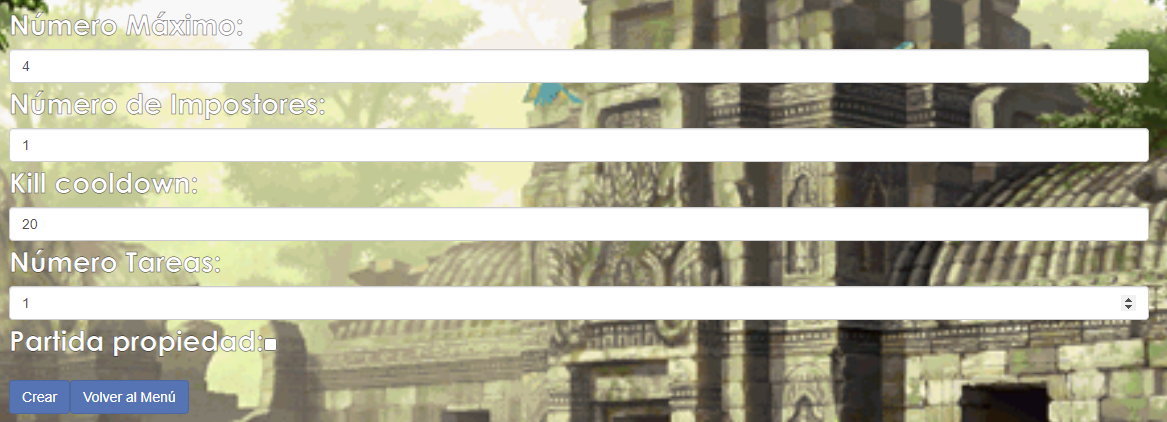 Número Máximo:
4
Número de Impostores:
1
Kill cooldown:
20
Número Tareas:
1
Partida propiedad:
Crear Volver al Menú